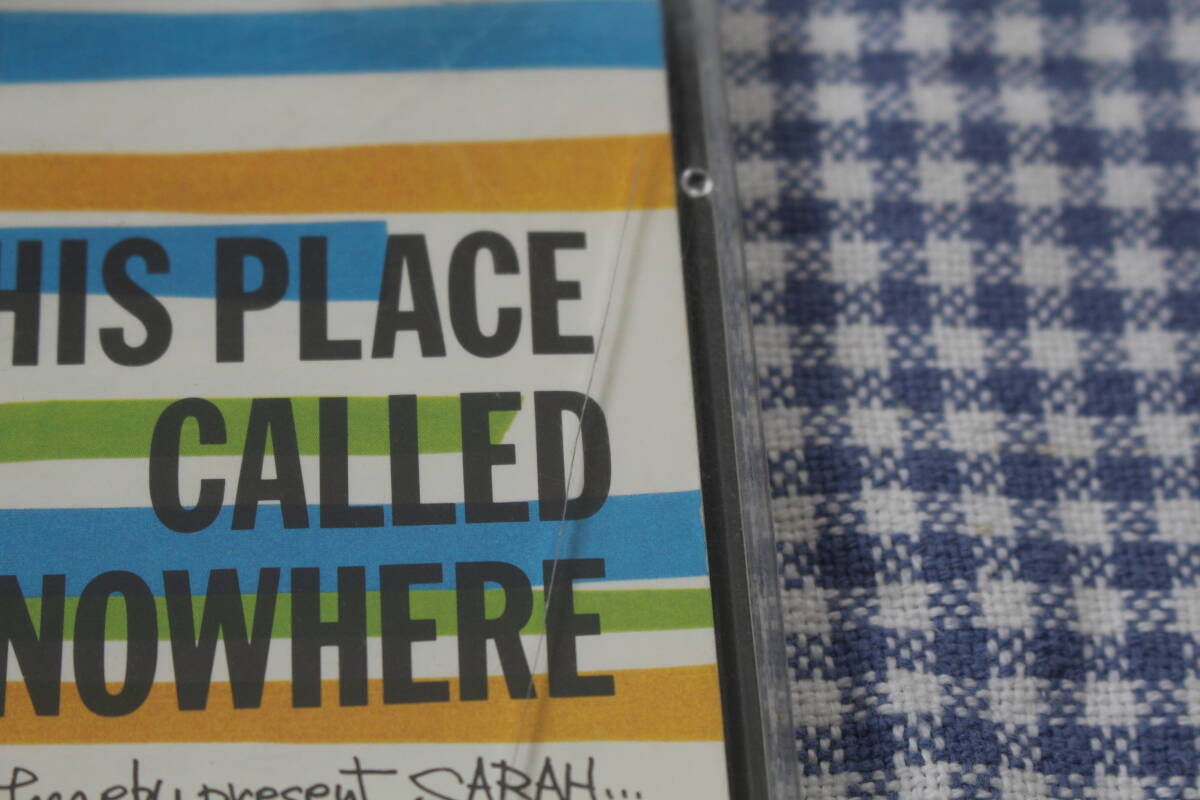 HIS PLACE
CALLED
NOWHERE
present SARAH...